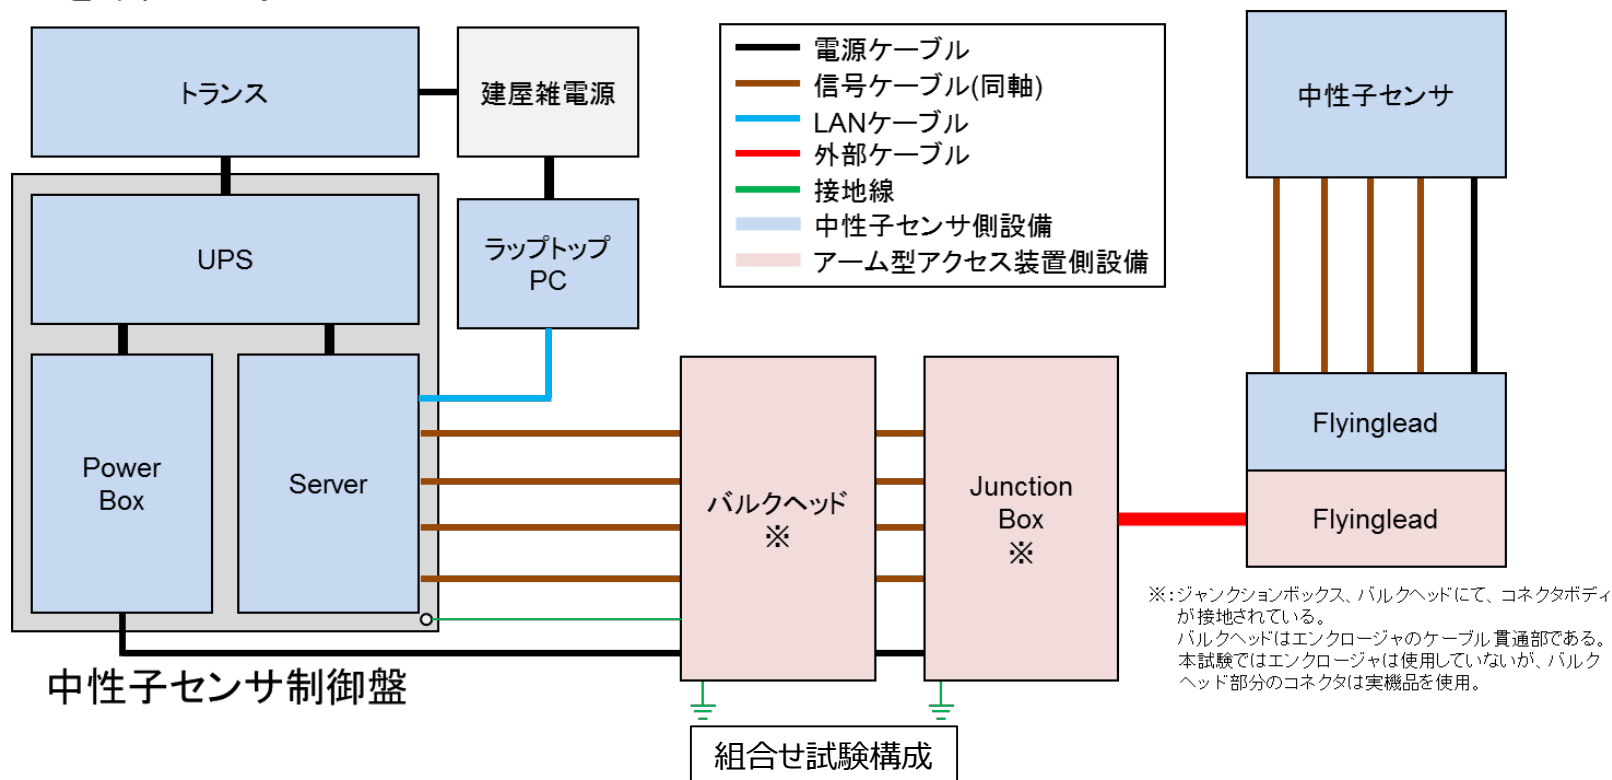 トランス
建屋雑電源
電源ケーブル
信号ケーブル(同軸)
LANケーブル
外部ケーブル
接地線
中性子センサ側設備
アーム型アクセス装置側設備
中性子センサ
UPS
ラップトップ
PC
Power
Box
Server
バルクヘッド
※
Junction
Box
※
Flyinglead
Flyinglead
※:ジャンクションボックス、バルクヘッドにて、コネクタボディ
が接地されている。
バルクヘッドはエンクロージャのケーブル貫通部である。
本試験ではエンクロージャは使用していないが、バルク
ヘッド部分のコネクタは実機品を使用。
中性子センサ制御盤
組合せ試験構成